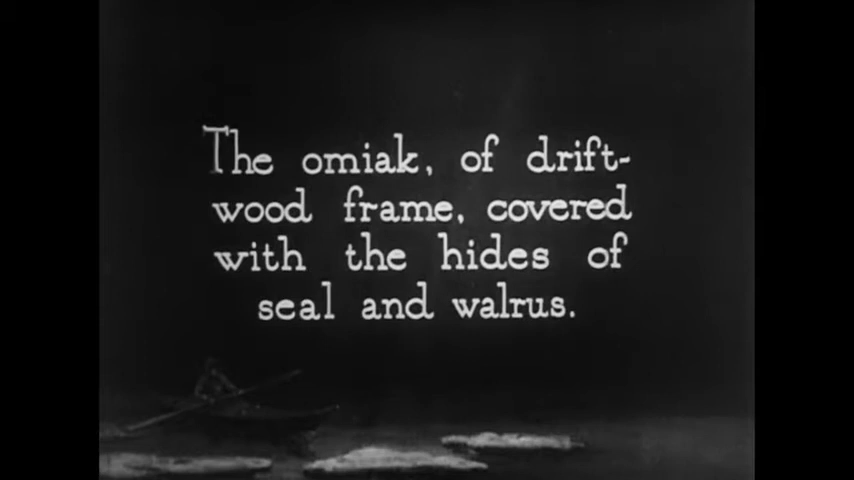 The omiak, of drift-
wood frame, covered
with the hides of
seal and walrus.